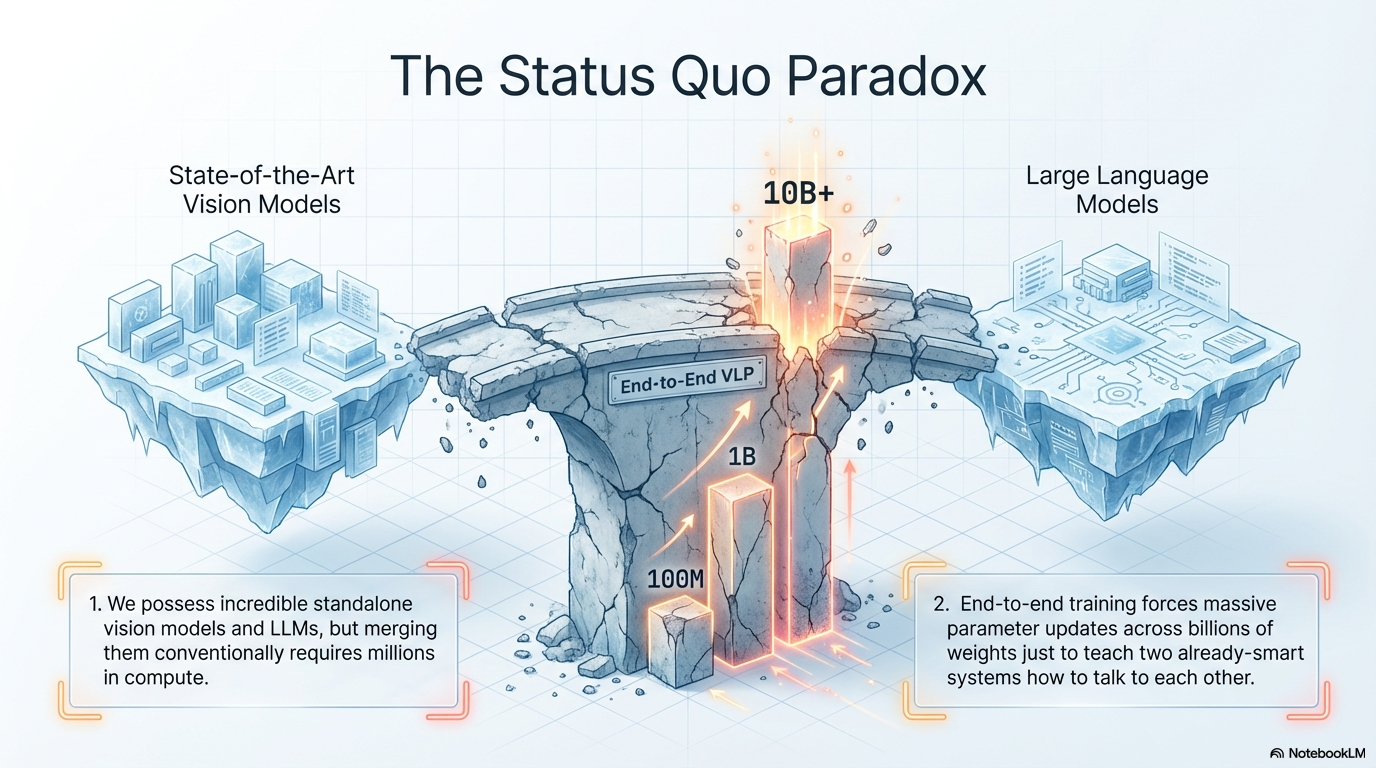 The Status Quo Paradox
State-of-the-Art
Vision Models
10B+
Large Language
Models
End-to-End VLP
1B
100M
1. We possess incredible standalone
vision models and LLMs, but merging
them conventionally requires millions
in compute.
2. End-to-end training forces massive
parameter updates across billions of
weights just to teach two already-smart
systems how to talk to each other.
NotebookLM